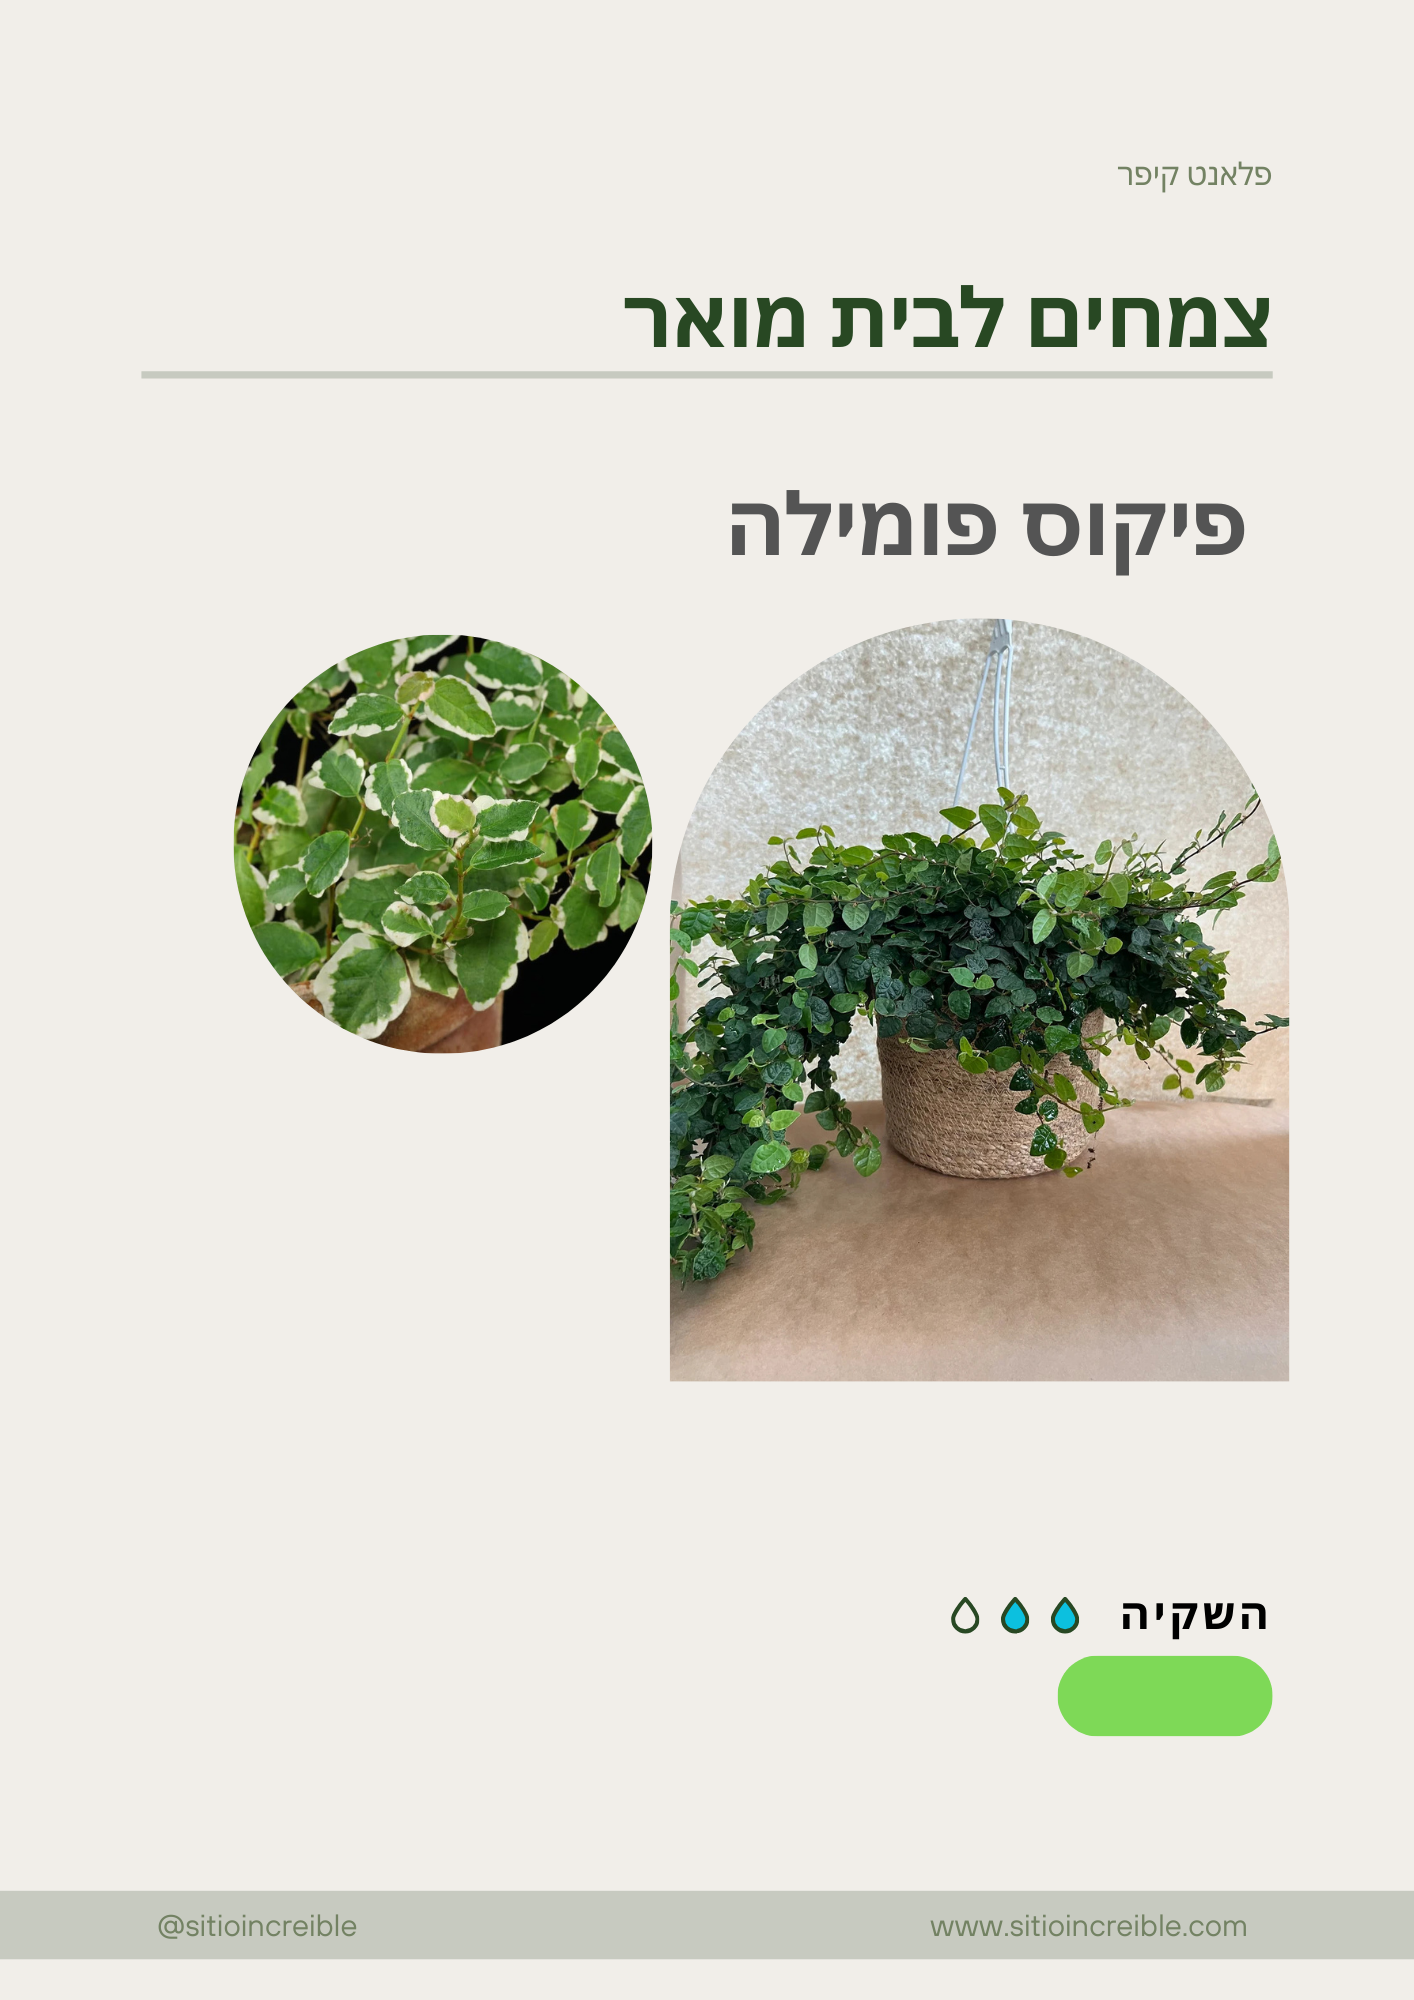 פלאנט קיפר
צמחים לבית מואר
פיקוס פומילה
השקיה
@sitioincreible
www.sitioincreible.com